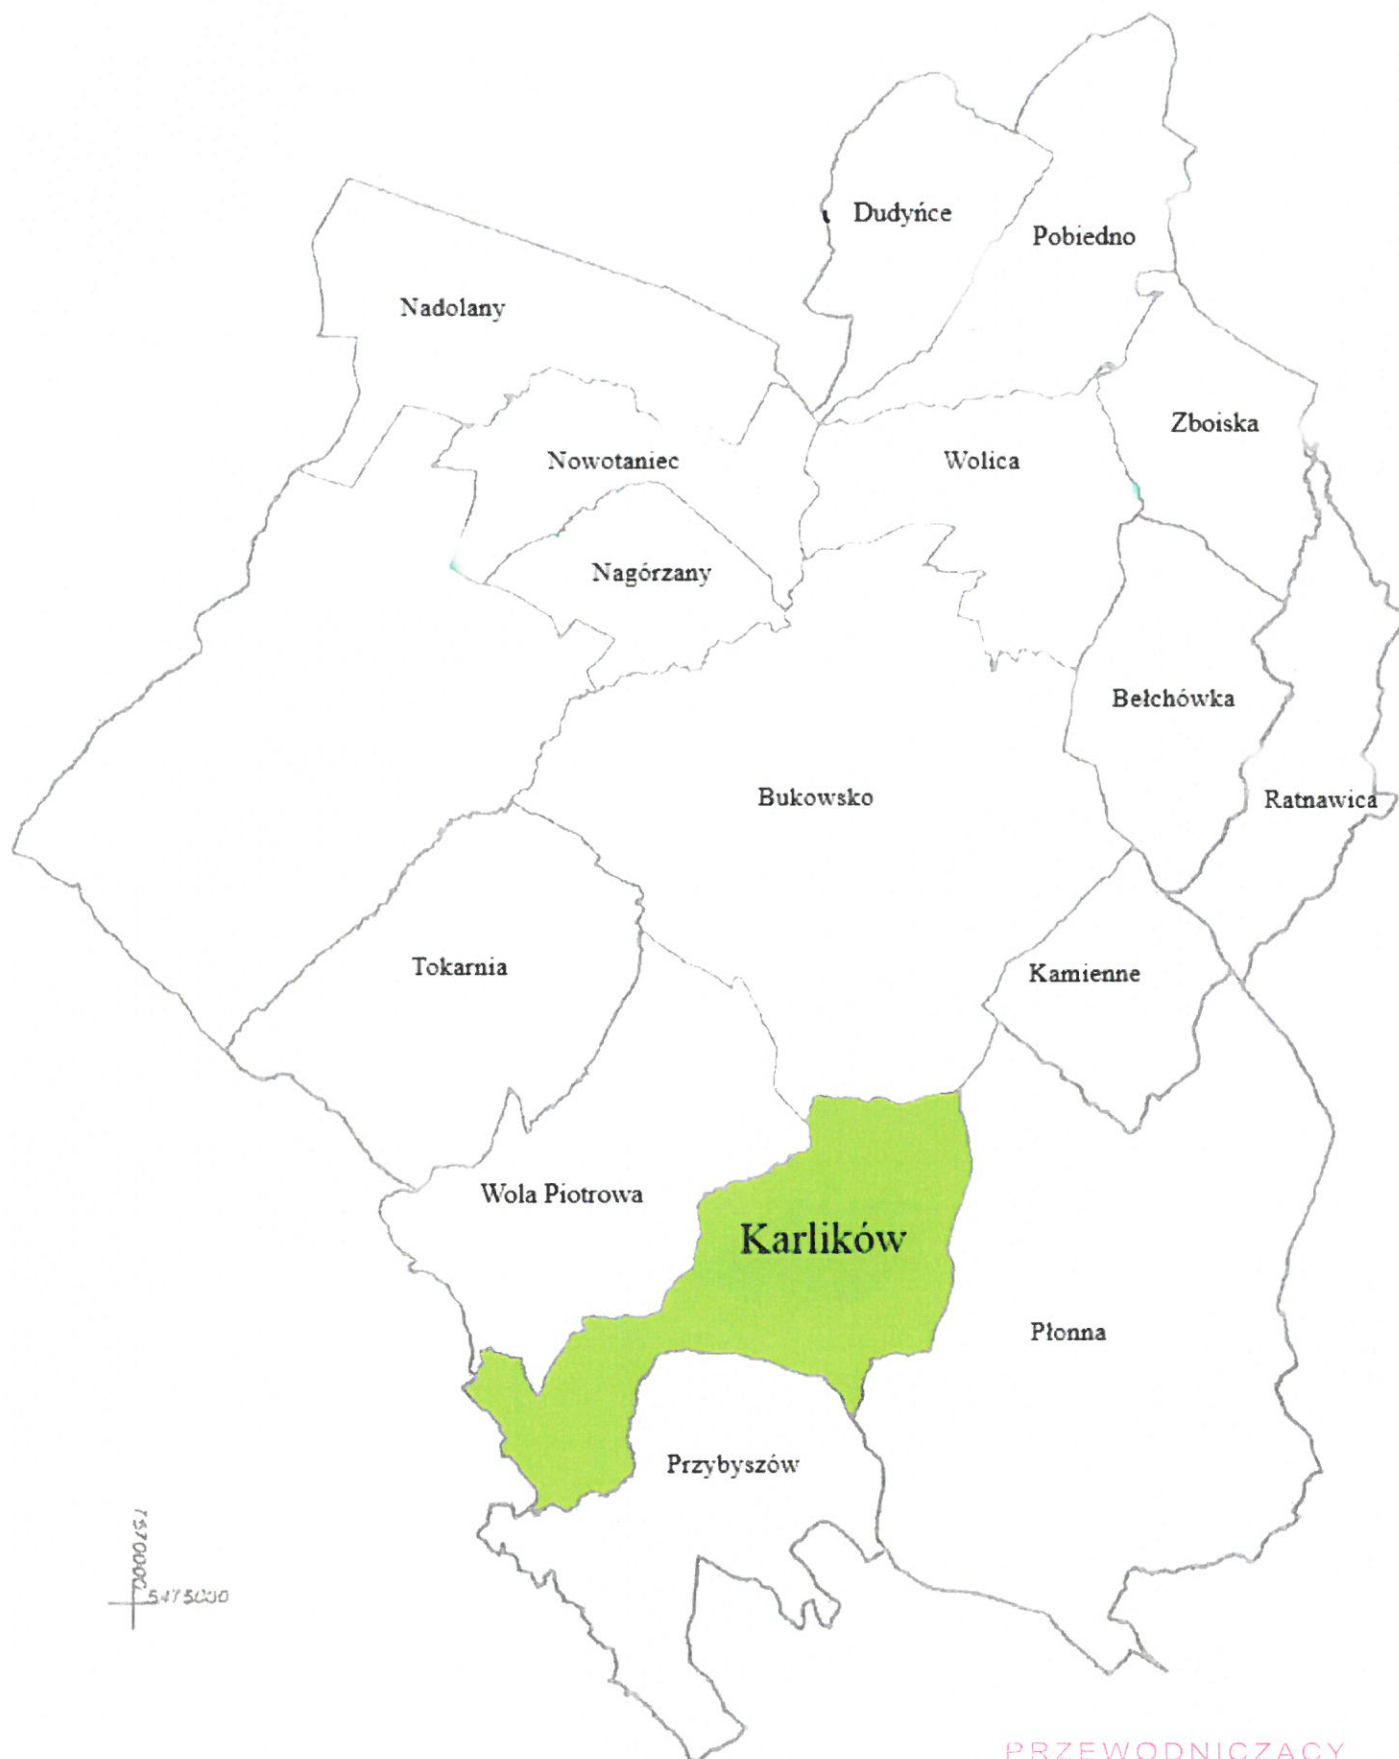 Dudyńce
Pobiedno
Nadolany
Zboiska
Nowotaniec
Wolica
Nagórzany
Bełchówka
Bukowsko
Ratnawica
Tokarnia
Kamienne
Wola Piotrowa
Karlików
Płonna
Przybyszów
7570000
5475000
PRZEWODNICZĄCY